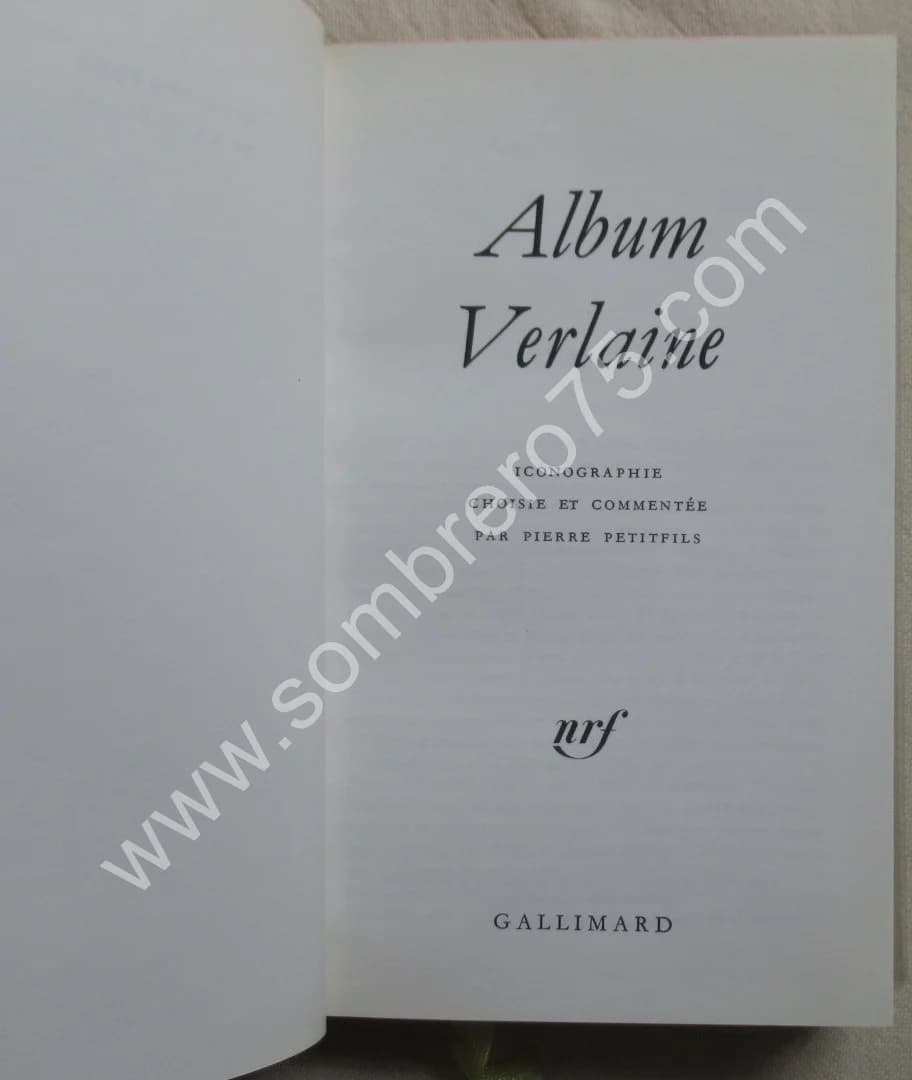 Album
Verlaine
ICONOGRAPHIE
CHOISIE ET COMMENTÉE
PAR PIERRE PETITFILS
nrf
GALLIMARD
www.sombrero75.com